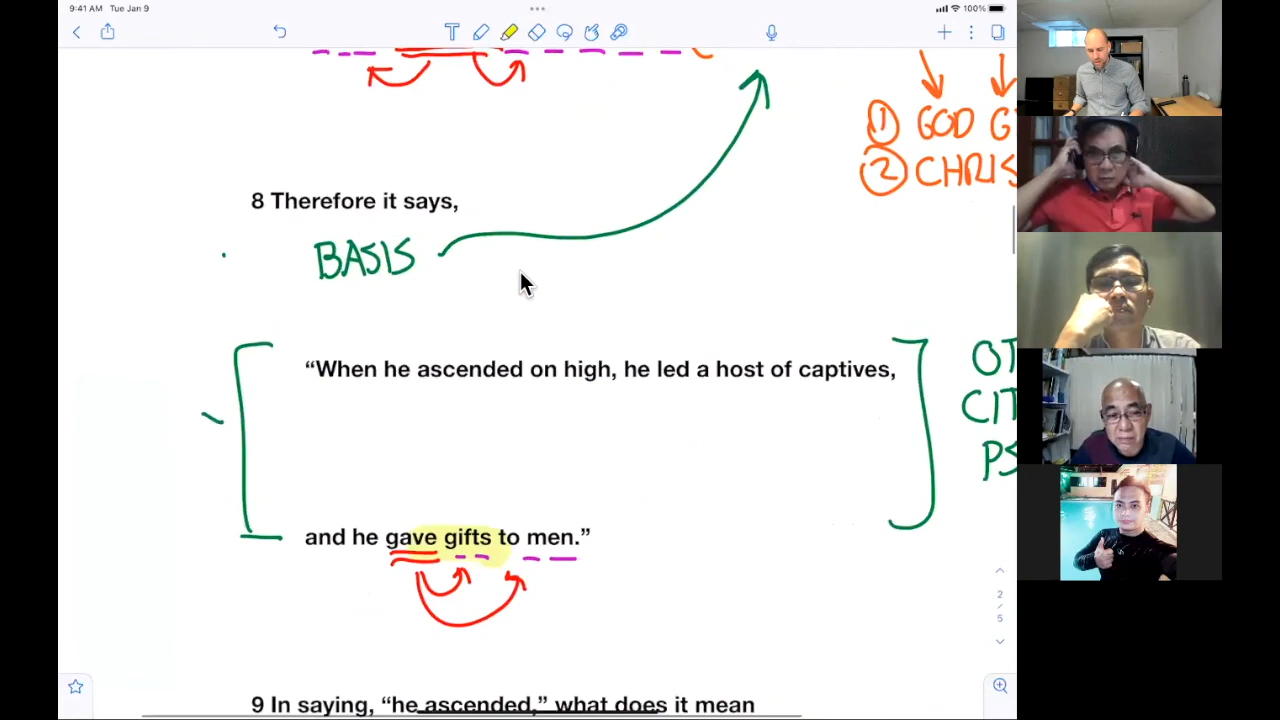 9:41 AM Tue Jan 9
100%
① GOD G
② CHRIS
8 Therefore it says,
BASIS
“When he ascended on high, he led a host of captives,
OT
CIT
PS
and he gave gifts to men.”
2
/
5
9 In saying, “he ascended,” what does it mean